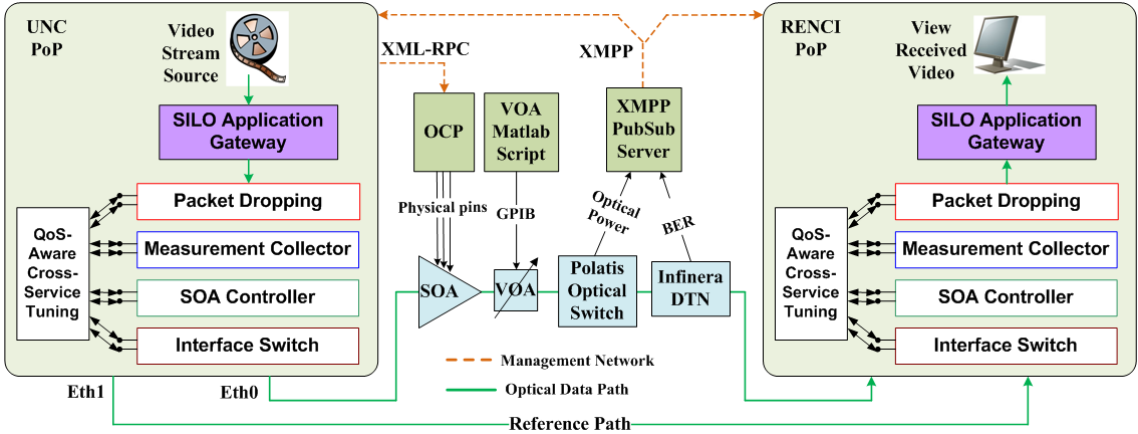 UNC
PoP
Video
Stream
Source
SILO Application
Gateway
Packet Dropping
Measurement Collector
SOA Controller
Interface Switch
QoS-
Aware
Cross-
Service
Tuning
Eth1
Eth0
XML-RPC
XMPP
OCP
VOA
Matlab
Script
XMPP
PubSub
Server
Physical pins
GPIB
Optical
Power
BER
SOA
VOA
Polatis
Optical
Switch
Infinera
DTN
Management Network
Optical Data Path
Reference Path
RENCI
PoP
View
Received
Video
SILO Application
Gateway
Packet Dropping
Measurement Collector
SOA Controller
Interface Switch
QoS-
Aware
Cross-
Service
Tuning